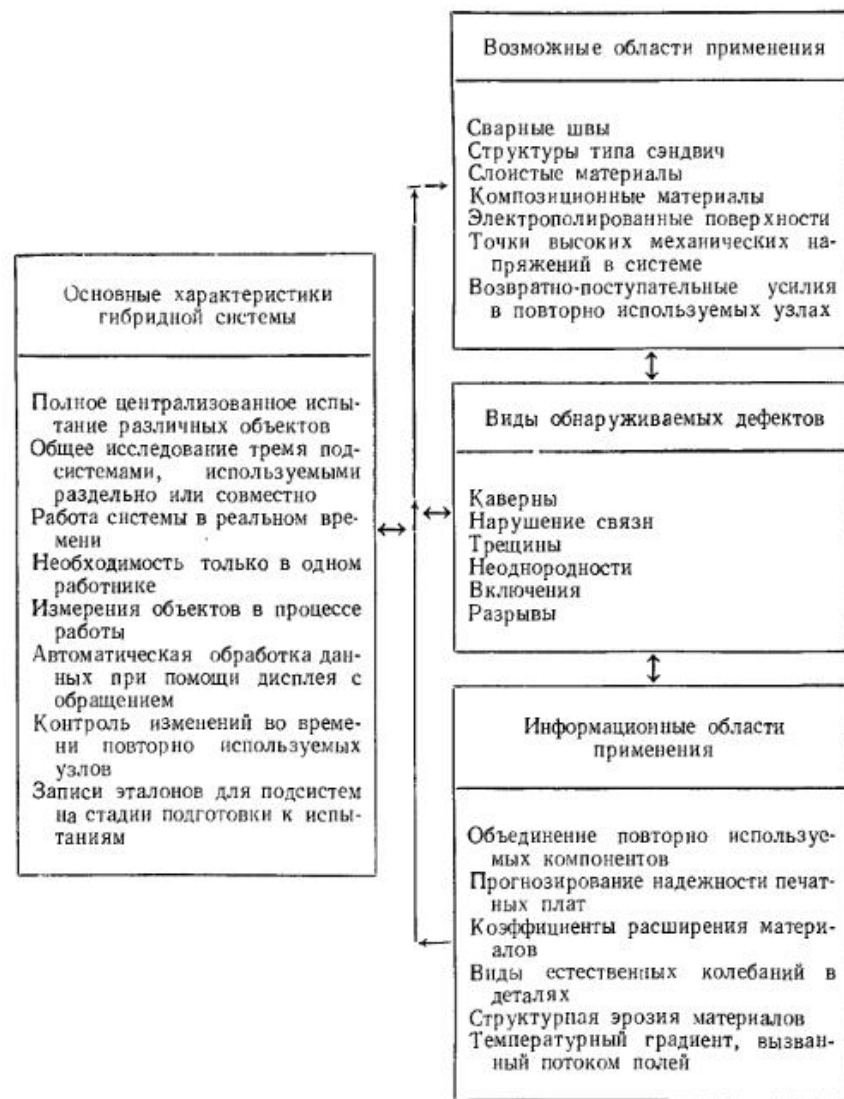 Возможные области применения
Сварные швы
Структуры типа сэндвич
Слоистые материалы
Композиционные материалы
Электрополированные поверхности
Точки высоких механических на-
пряжений в системе
Возвратно-поступательные усилия
в повторно используемых узлах
Основные характеристики
гибридной системы
Полное централизованное испы-
тание различных объектов
Общее исследование тремя под-
системами, используемыми
раздельно или совместно
Работа системы в реальном вре-
мени
Необходимость только в одном
работнике
Измерения объектов в процессе
работы
Автоматическая обработка дан-
ных при помощи дисплея с
обращением
Контроль изменений во време-
ни повторно используемых
узлов
Записи эталонов для подсистем
на стадии подготовки к испы-
таниям
Виды обнаруживаемых дефектов
Каверны
Нарушение связи
Трещины
Неоднородности
Включения
Разрывы
Информационные области
применения
Объединение повторно используе-
мых компонентов
Прогнозирование надежности печат-
ных плат
Коэффициенты расширения матери-
алов
Виды естественных колебаний в
деталях
Структурная эрозия материалов
Температурный градиент, вызван-
ный потоком полей